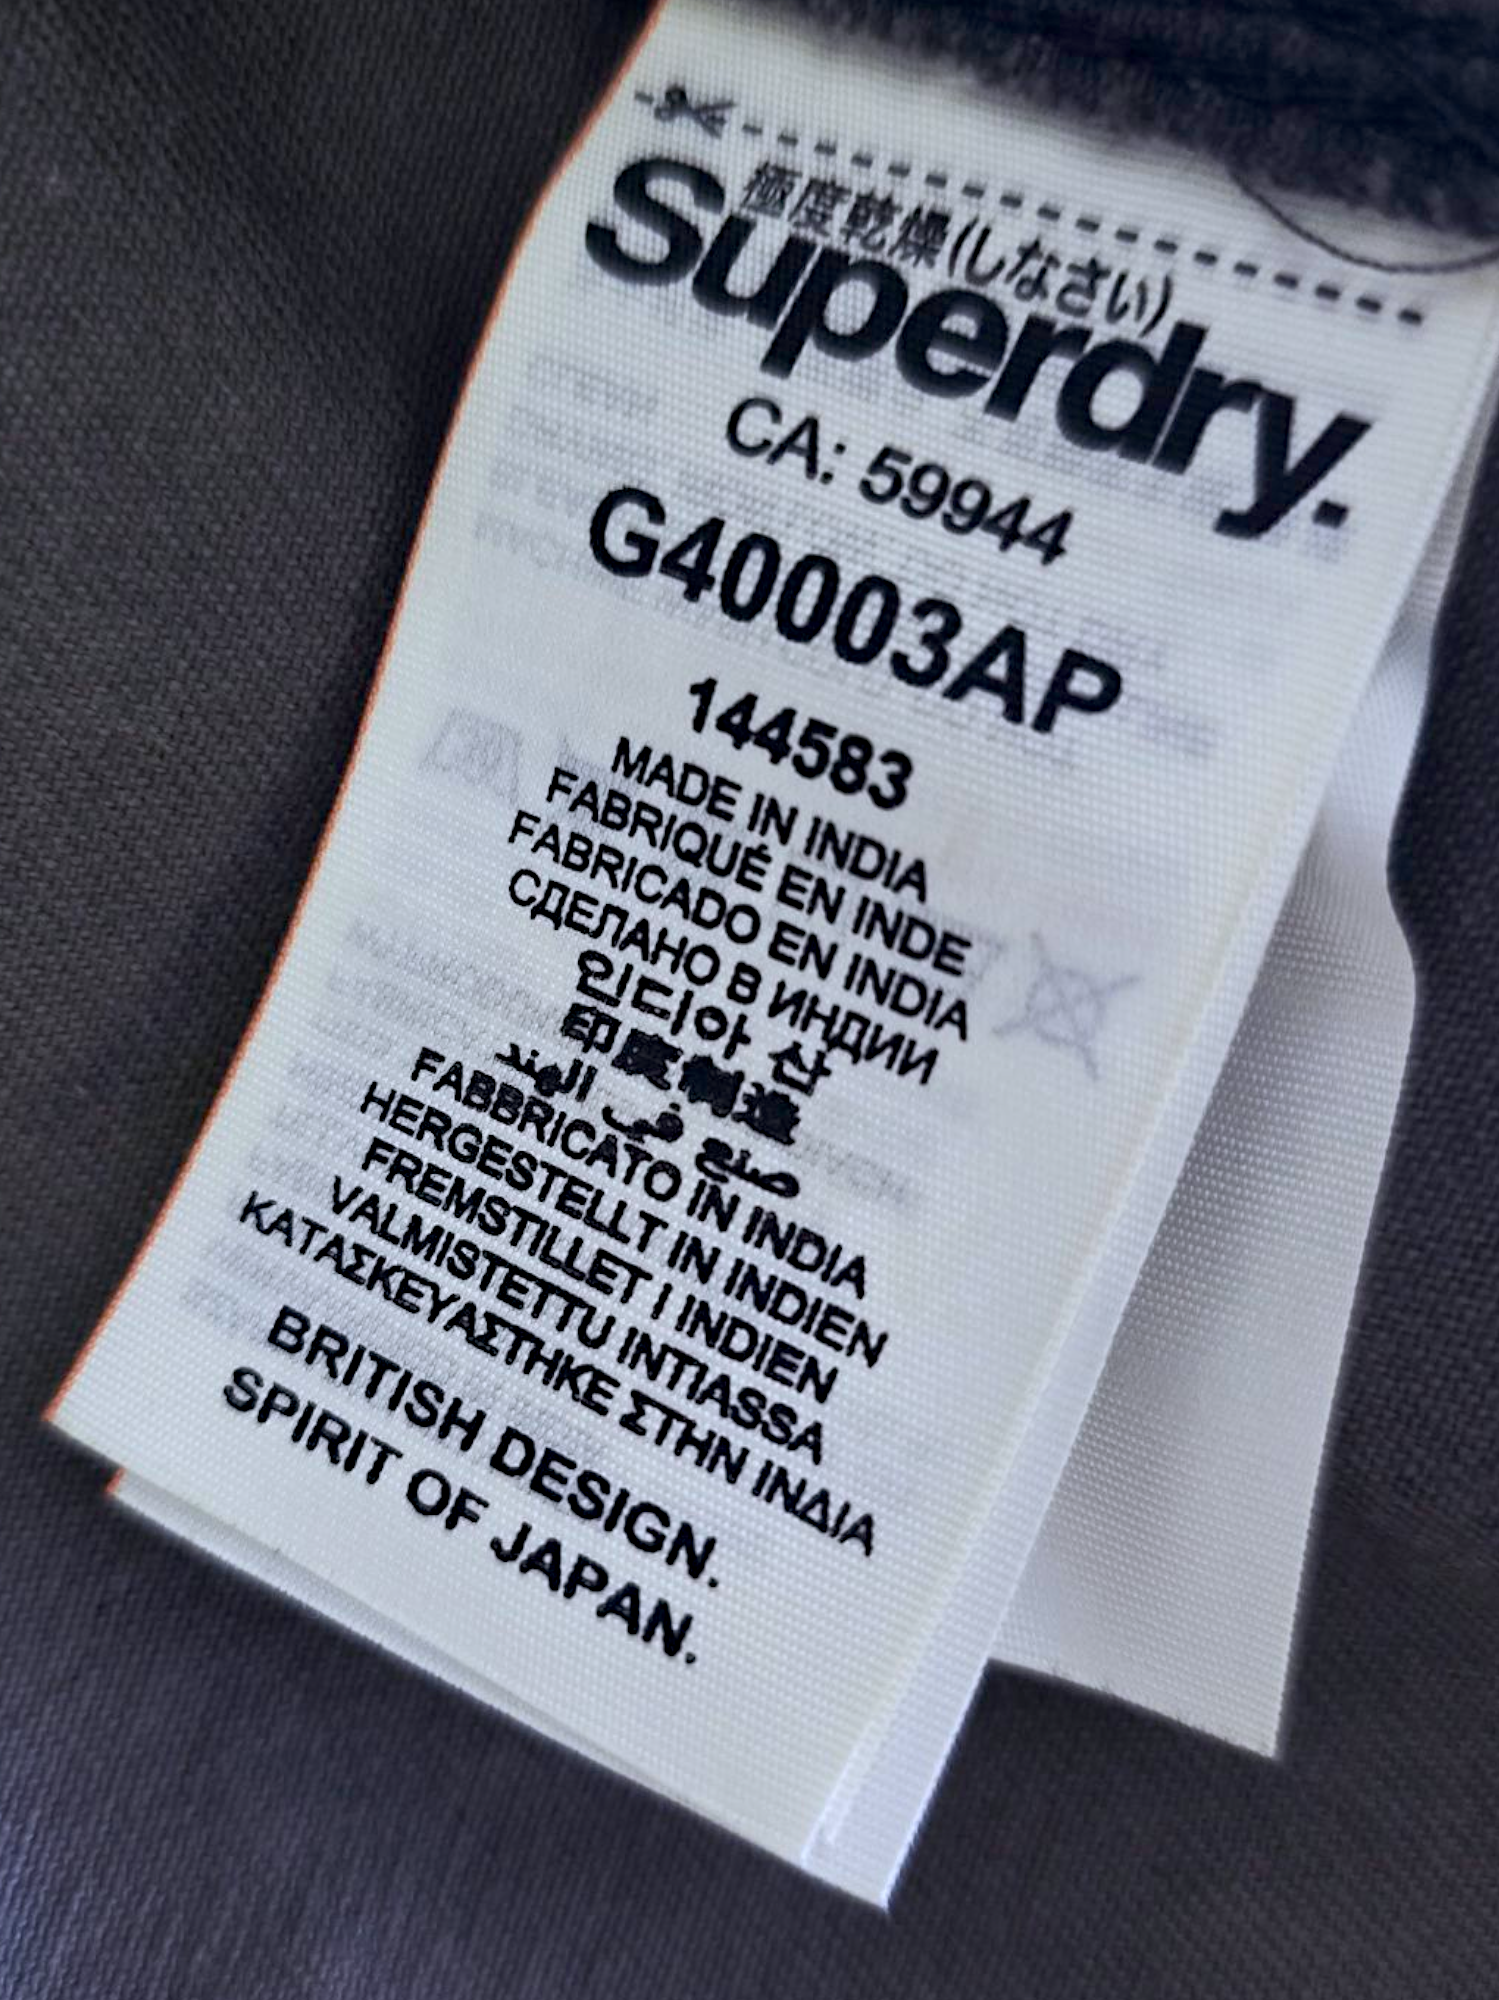 極度乾燥(しなさい)
Superdry.
CA: 59944
G40003AP
144583
MADE IN INDIA
FABRIQUÉ EN INDE
FABRICADO EN INDIA
СДЕЛАНО В ИНДИИ
인디아 산
印度制造
صنع في الهند
FABBRICATO IN INDIA
HERGESTELLT IN INDIEN
FREMSTILLET I INDIEN
VALMISTETTU INTIASSA
ΚΑΤΑΣΚΕΥΑΣΤΗΚΕ ΣΤΗΝ ΙΝΔΙΑ
BRITISH DESIGN.
SPIRIT OF JAPAN.